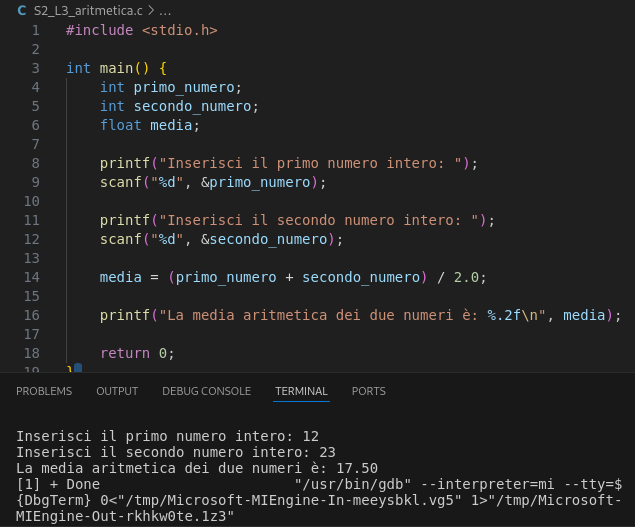 C S2_L3_aritmetica.c > ...
1 #include <stdio.h>
2
3 int main() {
4 int primo_numero;
5 int secondo_numero;
6 float media;
7
8 printf("Inserisci il primo numero intero: ");
9 scanf("%d", &primo_numero);
10
11 printf("Inserisci il secondo numero intero: ");
12 scanf("%d", &secondo_numero);
13
14 media = (primo_numero + secondo_numero) / 2.0;
15
16 printf("La media aritmetica dei due numeri è: %.2f\n", media);
17
18 return 0;
19 }
PROBLEMS OUTPUT DEBUG CONSOLE TERMINAL PORTS
Inserisci il primo numero intero: 12
Inserisci il secondo numero intero: 23
La media aritmetica dei due numeri è: 17.50
[1] + Done "/usr/bin/gdb" --interpreter=mi --tty=$
{DbgTerm} 0<"/tmp/Microsoft-MIEngine-In-meeysbkl.vg5" 1>"/tmp/Microsoft-
MIEngine-Out-rkhkw0te.1z3"